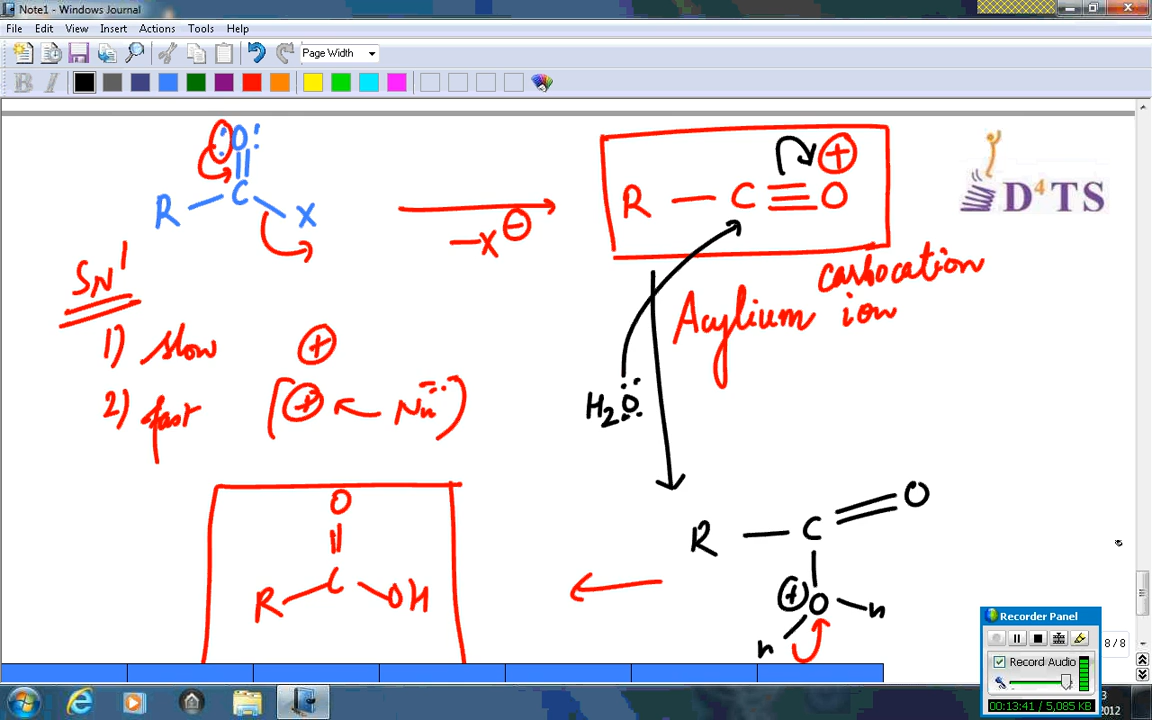 Note1 - Windows Journal
File Edit View Insert Actions Tools Help
Page Width
B I
:O:
||
R — C — X
—X⊖
R — C ≡ O ⊕
D4TS
SN1
carbocation
Acylium ion
1) slow ⊕
2) fast (⊕ ← Nu)
H2O
O
||
R — C — OH
R — C = O
⊕ O — H
H
Recorder Panel
Record Audio
00:13:41 / 5,085 KB
8 / 8
3
2012